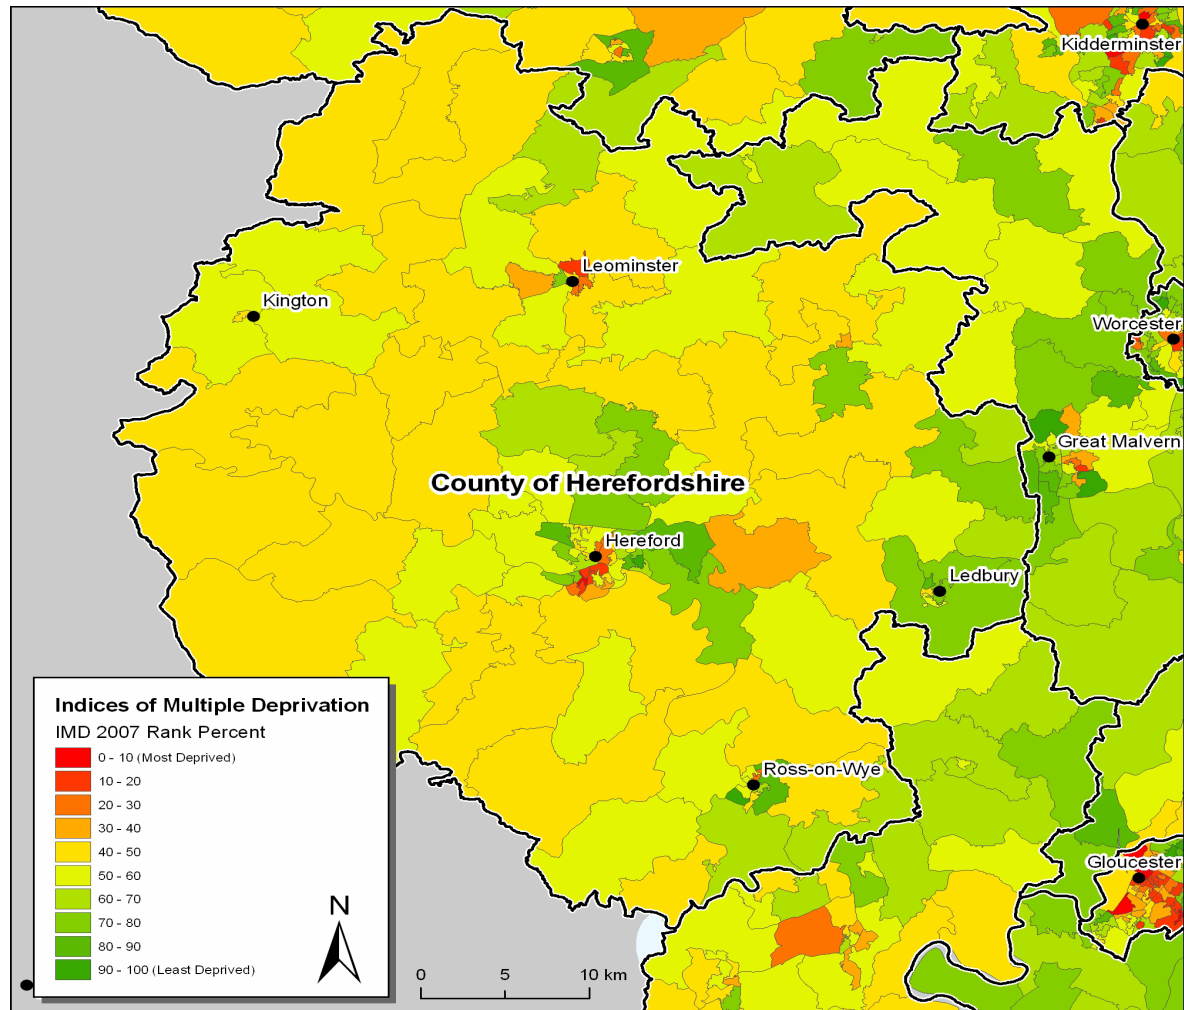 Kidderminster
Leominster
Kington
Worcester
Great Malvern
County of Herefordshire
Hereford
Ledbury
Ross-on-Wye
Gloucester
Indices of Multiple Deprivation
IMD 2007 Rank Percent
0 - 10 (Most Deprived)
10 - 20
20 - 30
30 - 40
40 - 50
50 - 60
60 - 70
70 - 80
80 - 90
90 - 100 (Least Deprived)
N
0 5 10 km